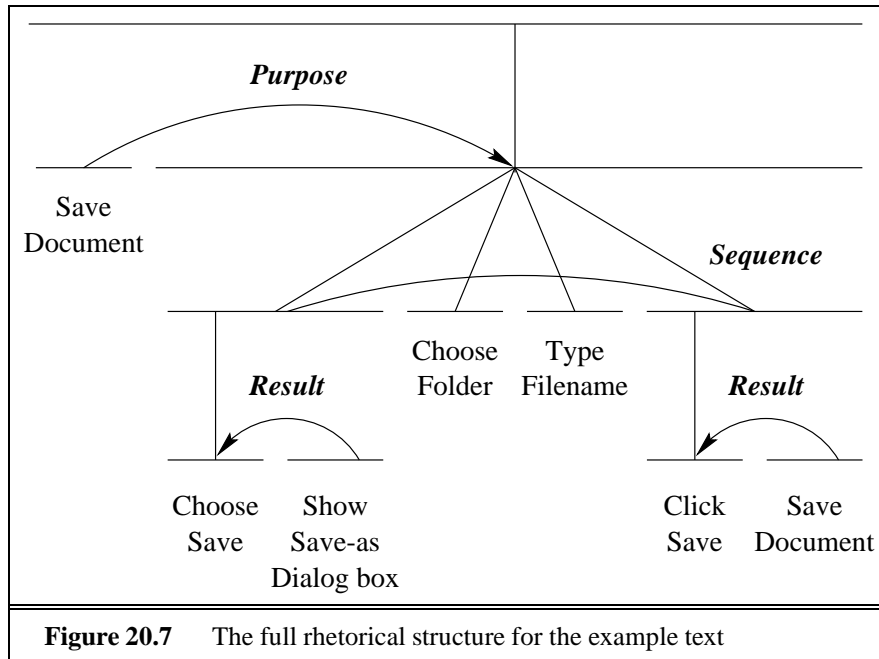 Purpose
Save
Document
Sequence
Choose
Folder
Type
Filename
Result
Result
Choose
Save
Show
Save-as
Dialog box
Click
Save
Save
Document
Figure 20.7 The full rhetorical structure for the example text